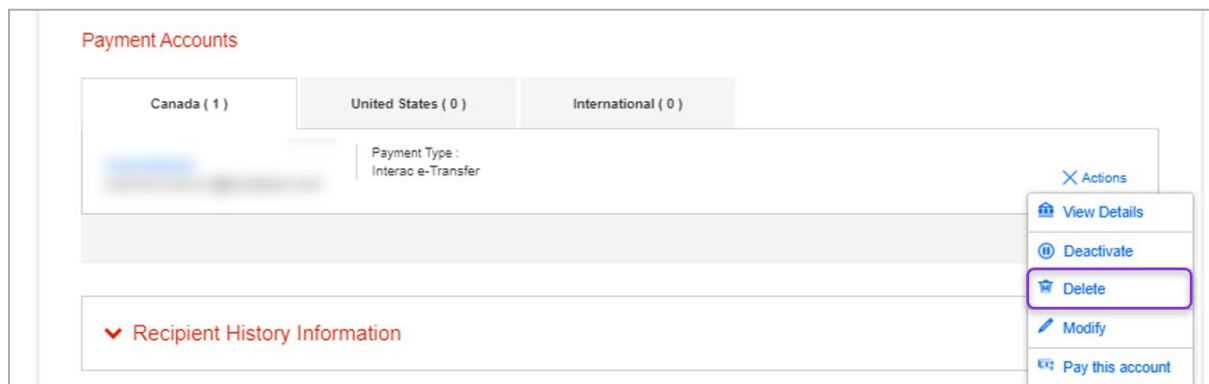 Payment Accounts
Canada ( 1 )
United States ( 0 )
International ( 0 )
Payment Type :
Interac e-Transfer
Actions
View Details
Deactivate
Delete
Modify
Pay this account
Recipient History Information